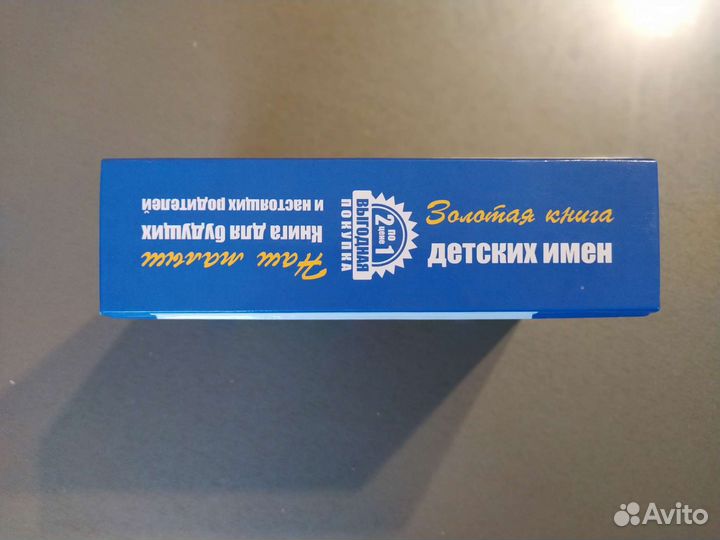 Золотая книга
детских имен
2 по
цене 1
ВЫГОДНАЯ
ПОКУПКА
Наш малыш
Книга для будущих
и настоящих родителей
Avito